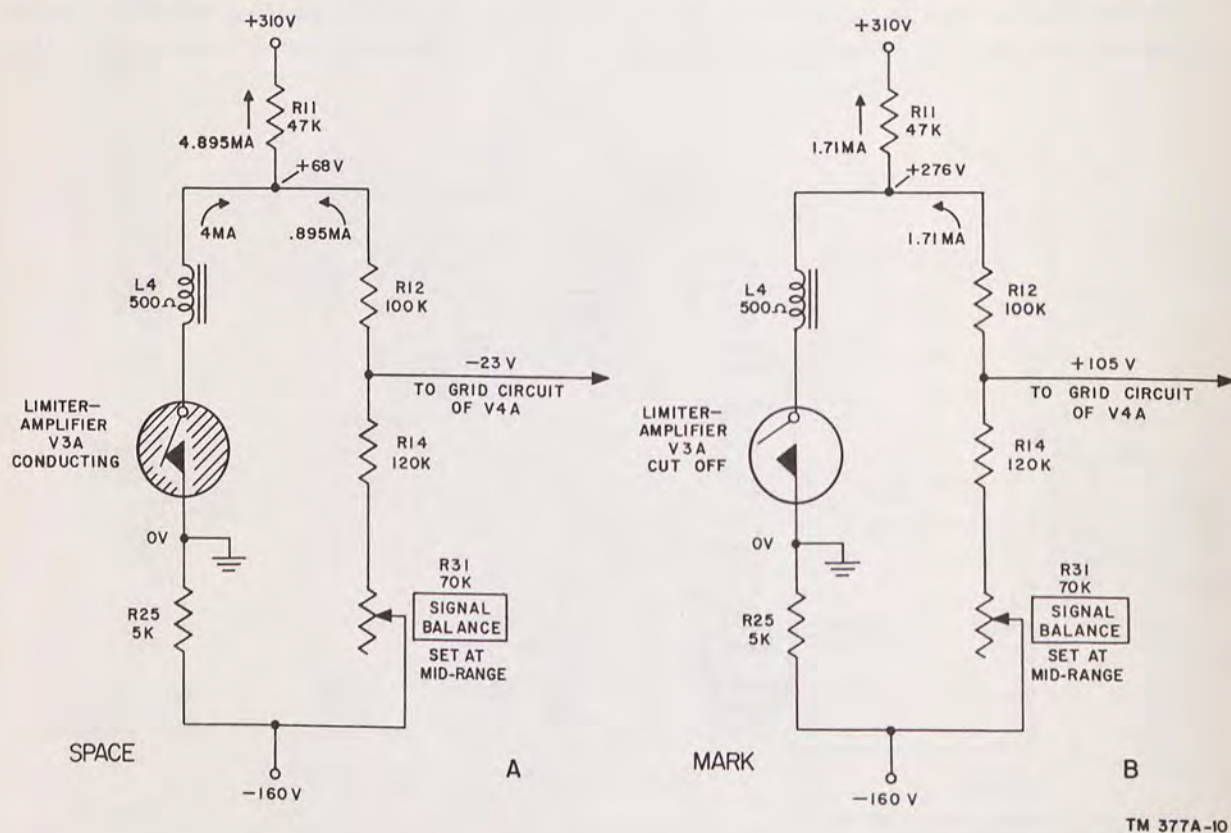 +310V
R11
47K
4.895MA
+68V
4MA
.895MA
L4
500Ω
R12
100K
−23 V
TO GRID CIRCUIT
OF V4A
LIMITER–
AMPLIFIER
V3A
CONDUCTING
R14
120K
0V
R31
70K
SIGNAL
BALANCE
SET AT
MID-RANGE
R25
5K
SPACE
A
−160V
+310V
R11
47K
1.71MA
+276V
1.71MA
L4
500Ω
R12
100K
+105 V
TO GRID CIRCUIT
OF V4A
LIMITER–
AMPLIFIER
V3A
CUT OFF
R14
120K
0V
R31
70K
SIGNAL
BALANCE
SET AT
MID-RANGE
R25
5K
MARK
B
−160 V
TM 377A-10